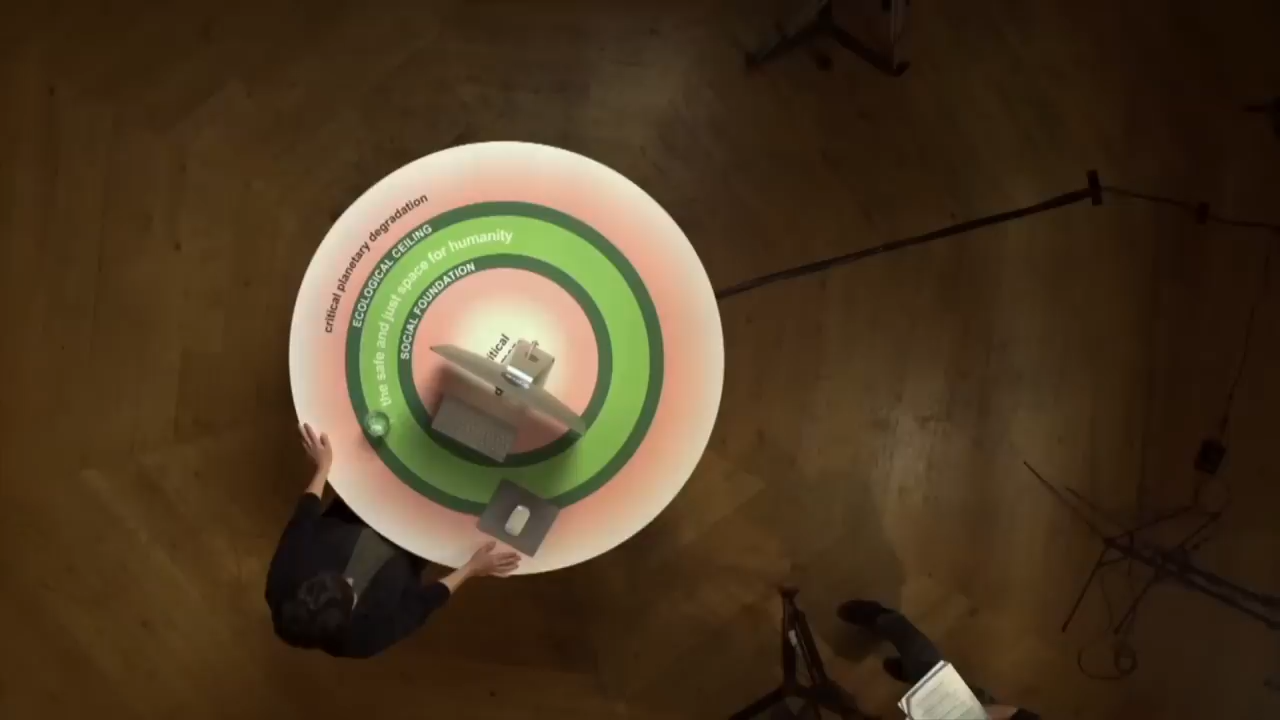 critical planetary degradation
ECOLOGICAL CEILING
the safe and just space for humanity
SOCIAL FOUNDATION